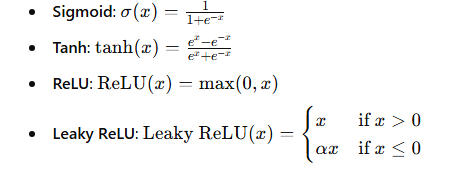 • Sigmoid: σ(x) = 1/(1+e^{-x})
• Tanh: tanh(x) = (e^x−e^{-x})/(e^x+e^{-x})
• ReLU: ReLU(x) = max(0, x)
• Leaky ReLU: Leaky ReLU(x) = { x if x > 0
αx if x ≤ 0